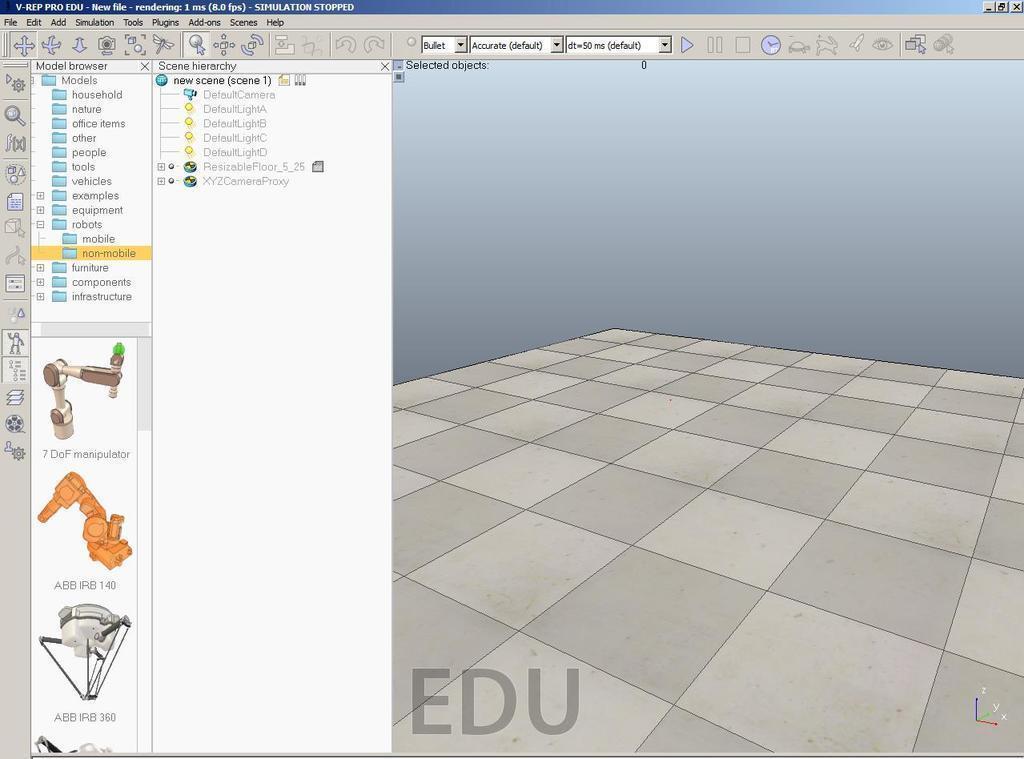 V-REP PRO EDU - New file - rendering: 1 ms (8.0 fps) - SIMULATION STOPPED
File Edit Add Simulation Tools Plugins Add-ons Scenes Help
Bullet Accurate (default) dt=50 ms (default)
Model browser
Models
household
nature
office items
other
people
tools
vehicles
examples
equipment
robots
mobile
non-mobile
furniture
components
infrastructure
7 DoF manipulator
ABB IRB 140
ABB IRB 360
Scene hierarchy
new scene (scene 1)
DefaultCamera
DefaultLightA
DefaultLightB
DefaultLightC
DefaultLightD
ResizableFloor_5_25
XYZCameraProxy
Selected objects: 0
f(x)
EDU
z
y
x